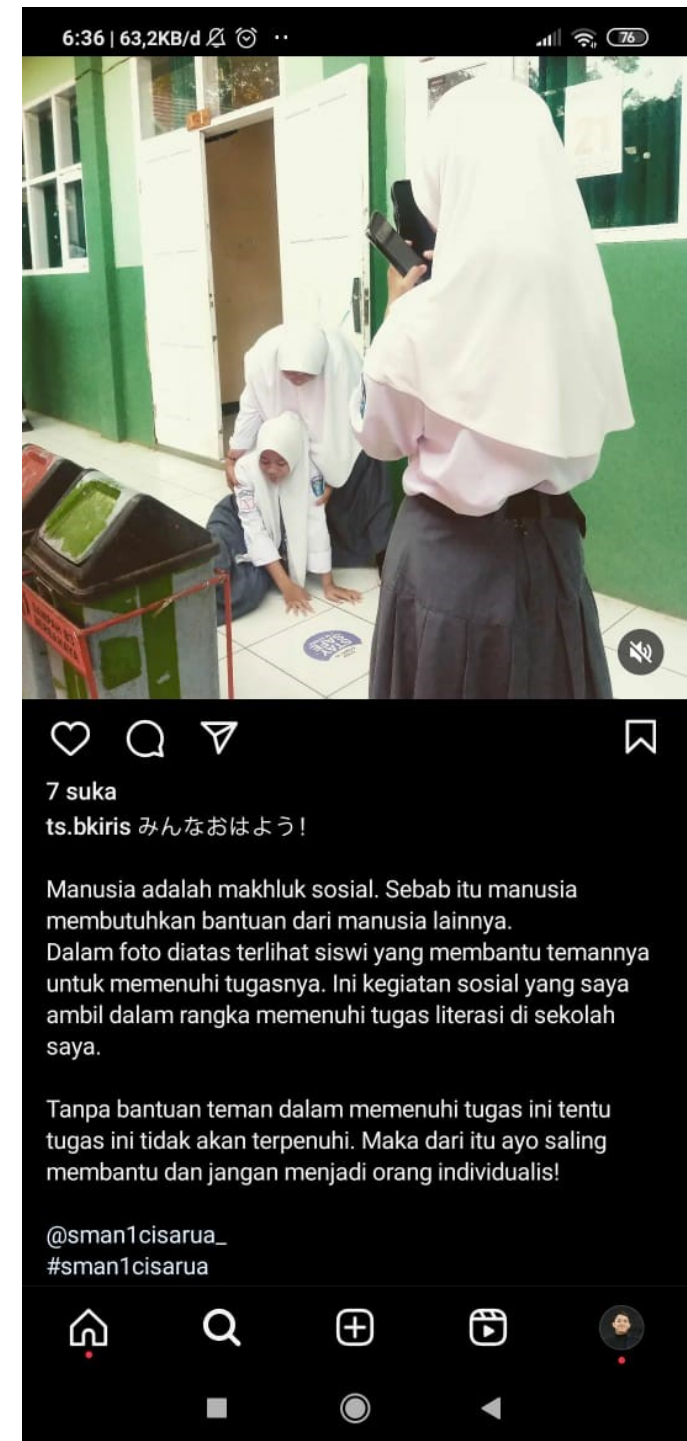 6:36 | 63,2KB/d
76
21
STAY SAFE
7 suka
ts.bkiris みんなおはよう!
Manusia adalah makhluk sosial. Sebab itu manusia
membutuhkan bantuan dari manusia lainnya.
Dalam foto diatas terlihat siswi yang membantu temannya
untuk memenuhi tugasnya. Ini kegiatan sosial yang saya
ambil dalam rangka memenuhi tugas literasi di sekolah
saya.
Tanpa bantuan teman dalam memenuhi tugas ini tentu
tugas ini tidak akan terpenuhi. Maka dari itu ayo saling
membantu dan jangan menjadi orang individualis!
@sman1cisarua_
#sman1cisarua